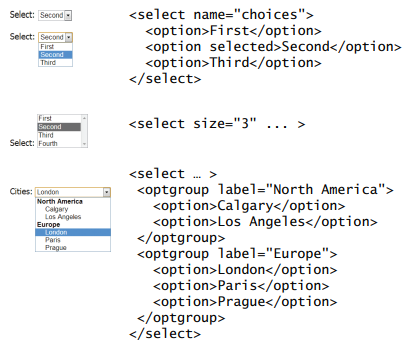 Select: Second
Select: Second
First
Second
Third
<select name="choices">
<option>First</option>
<option selected>Second</option>
<option>Third</option>
</select>
First
Second
Third
Select: Fourth
<select size="3" ... >
Cities: London
North America
Calgary
Los Angeles
Europe
London
Paris
Prague
<select … >
<optgroup label="North America">
<option>Calgary</option>
<option>Los Angeles</option>
</optgroup>
<optgroup label="Europe">
<option>London</option>
<option>Paris</option>
<option>Prague</option>
</optgroup>
</select>